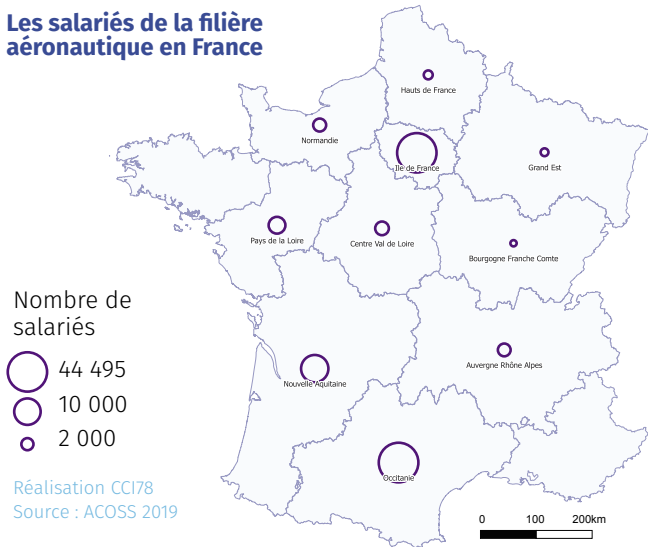 Les salariés de la filière
aéronautique en France
Hauts de France
Normandie
Ile de France
Grand Est
Pays de la Loire
Centre Val de Loire
Bourgogne Franche Comte
Nombre de
salariés
44 495
10 000
2 000
Auvergne Rhône Alpes
Nouvelle Aquitaine
Occitanie
Réalisation CCI78
Source : ACOSS 2019
0 100 200km